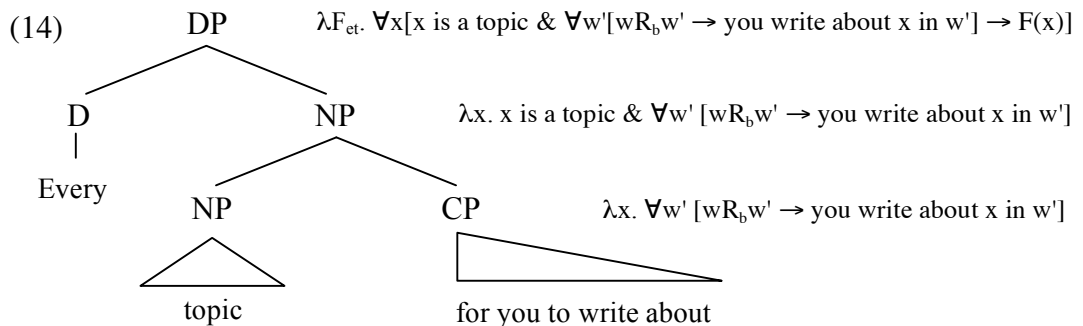 (14) DP λF_et. ∀x[x is a topic & ∀w'[wR_bw' → you write about x in w'] → F(x)]
D NP λx. x is a topic & ∀w' [wR_bw' → you write about x in w']
Every
NP CP λx. ∀w' [wR_bw' → you write about x in w']
topic for you to write about